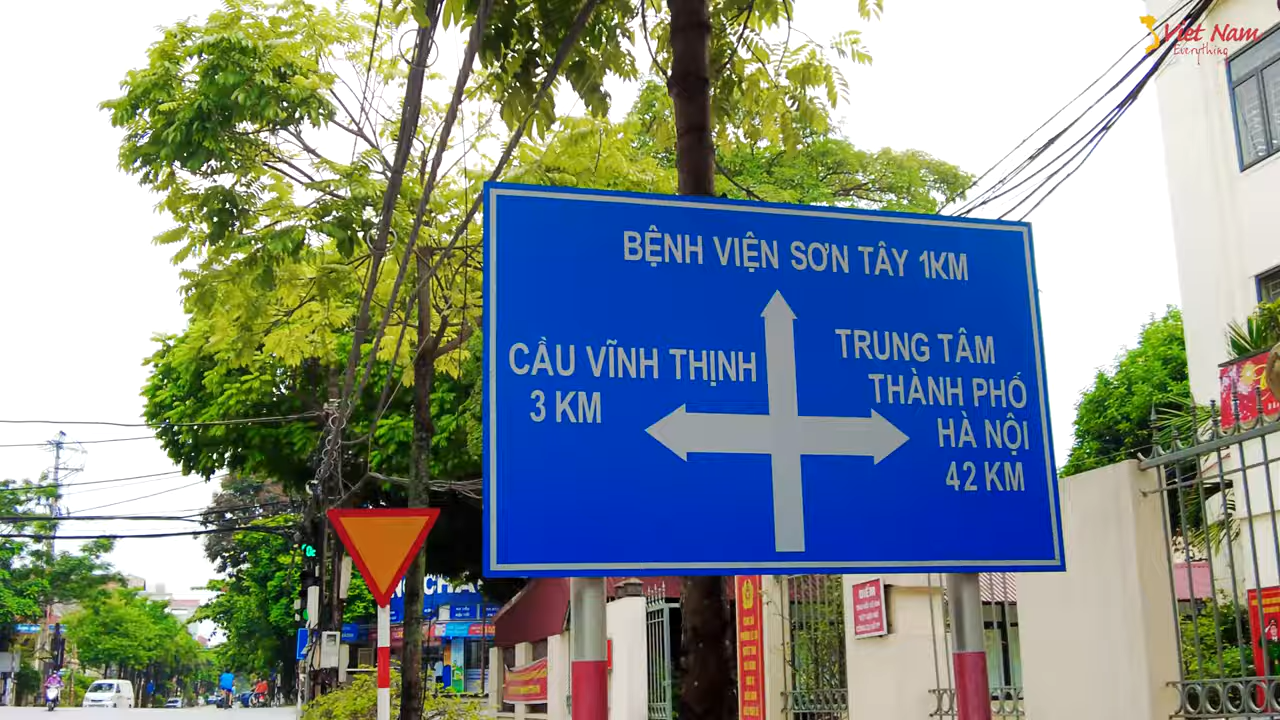 Việt Nam
Everything
BỆNH VIỆN SƠN TÂY 1KM
CẦU VĨNH THỊNH
3 KM
TRUNG TÂM
THÀNH PHỐ
HÀ NỘI
42 KM
ĐIỂM